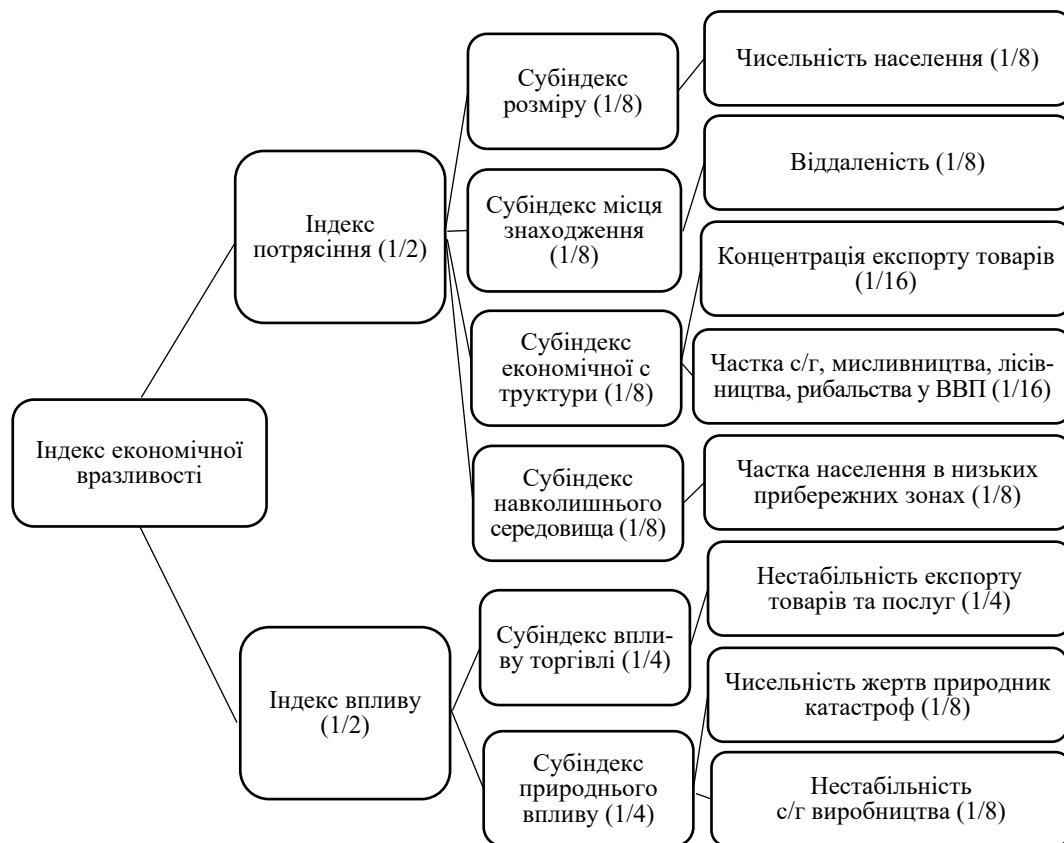 Індекс економічної
вразливості
Індекс
потрясіння (1/2)
Субіндекс
розміру (1/8)
Чисельність населення (1/8)
Субіндекс місця
знаходження
(1/8)
Віддаленість (1/8)
Субіндекс
економічної с
труктури (1/8)
Концентрація експорту товарів
(1/16)
Частка с/г, мисливництва, лісів-
ництва, рибальства у ВВП (1/16)
Субіндекс
навколишнього
середовища (1/8)
Частка населення в низьких
прибережних зонах (1/8)
Індекс впливу
(1/2)
Субіндекс впли-
ву торгівлі (1/4)
Нестабільність експорту
товарів та послуг (1/4)
Субіндекс
природнього
впливу (1/4)
Чисельність жертв природник
катастроф (1/8)
Нестабільність
с/г виробництва (1/8)